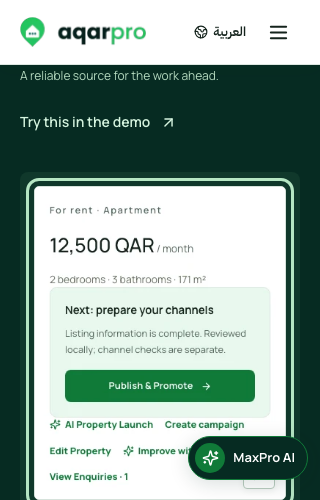 aqarpro
العربية
A reliable source for the work ahead.
Try this in the demo
For rent · Apartment
12,500 QAR / month
2 bedrooms · 3 bathrooms · 171 m²
Next: prepare your channels
Listing information is complete. Reviewed
locally; channel checks are separate.
Publish & Promote
AI Property Launch Create campaign
Edit Property Improve
MaxPro AI
View Enquiries · 1